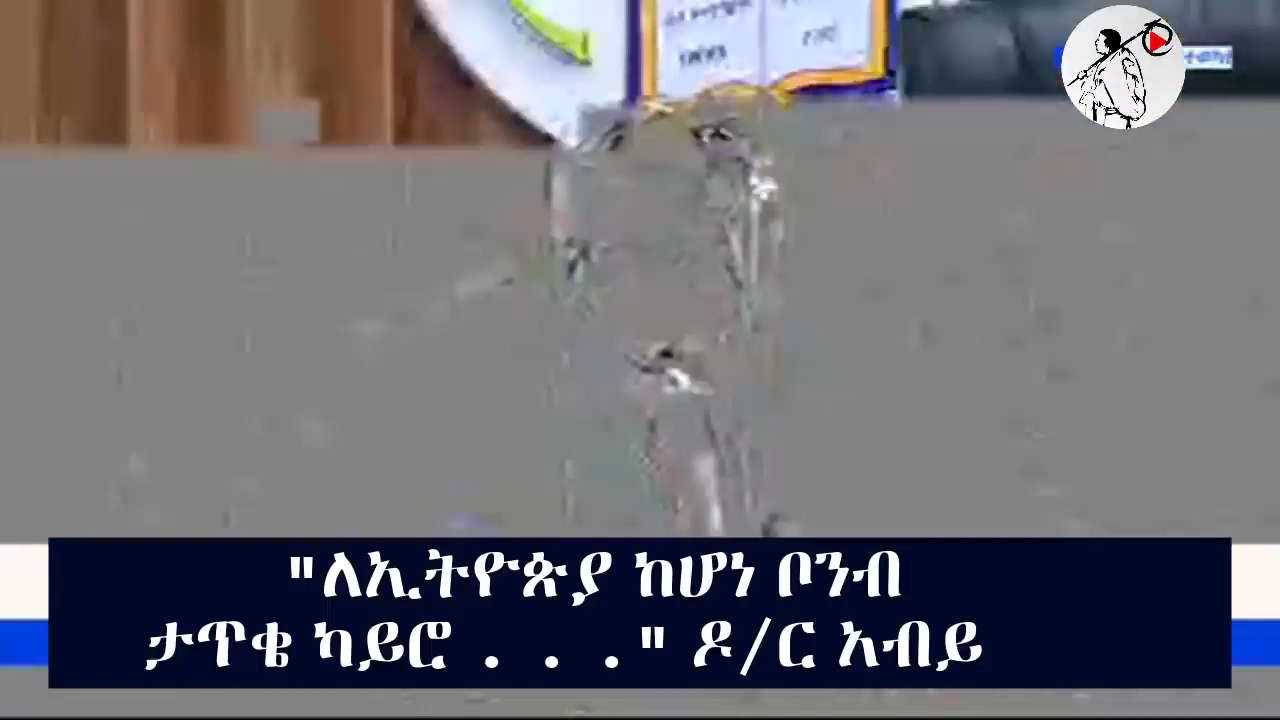 "ለኢትዮጵያ ከሆነ ቦንብ
ታጥቄ ካይሮ . . ." ዶ/ር አብይ